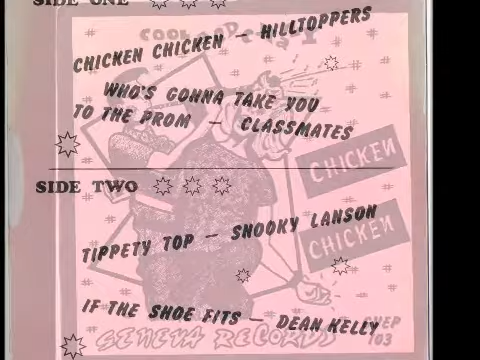 SIDE ONE
CHICKEN CHICKEN — HILLTOPPERS
WHO'S GONNA TAKE YOU
TO THE PROM — CLASSMATES
CHICKEN
SIDE TWO
CHICKEN
TIPPETY TOP — SNOOKY LANSON
IF THE SHOE FITS — DEAN KELLY
GENEVA RECORDS
103